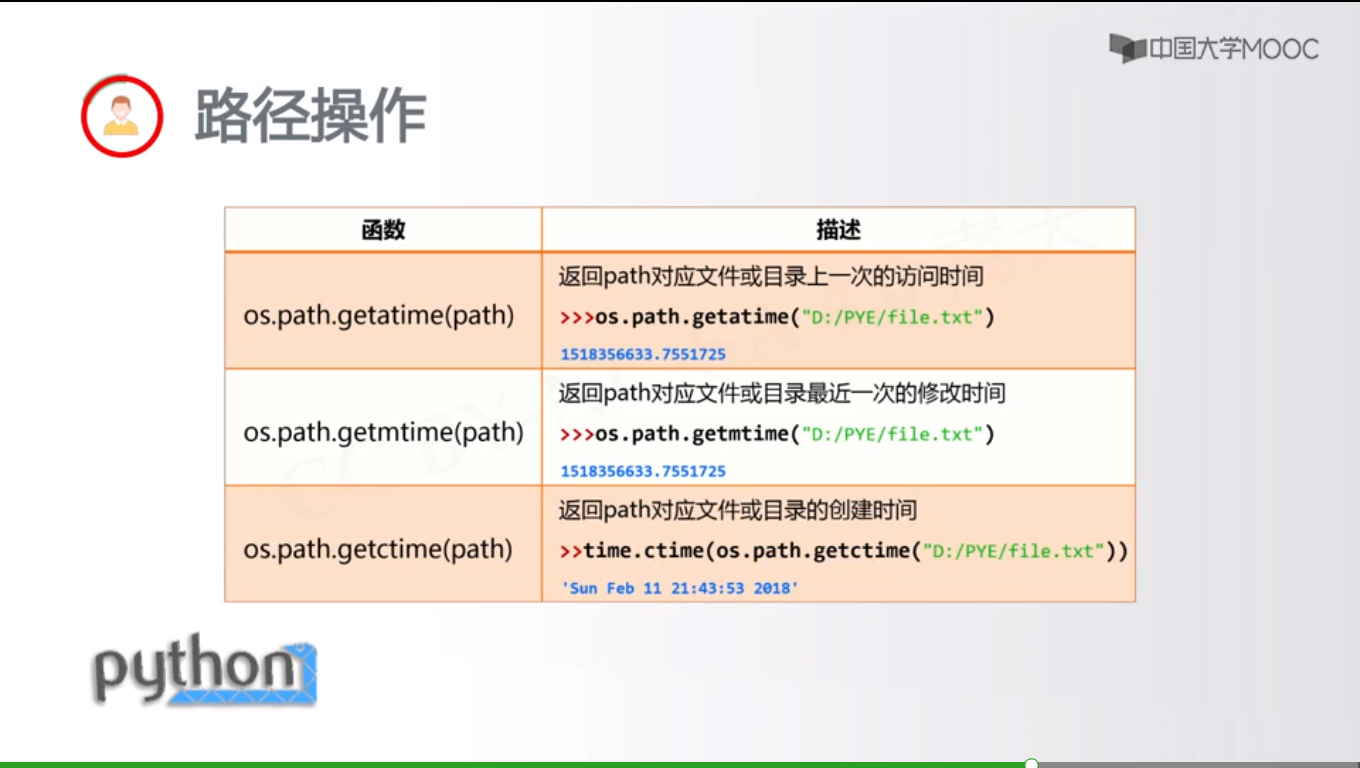 中国大学MOOC
路径操作
函数
描述
os.path.getatime(path)
返回path对应文件或目录上一次的访问时间
>>>os.path.getatime("D:/PYE/file.txt")
1518356633.7551725
os.path.getmtime(path)
返回path对应文件或目录最近一次的修改时间
>>>os.path.getmtime("D:/PYE/file.txt")
1518356633.7551725
os.path.getctime(path)
返回path对应文件或目录的创建时间
>>time.ctime(os.path.getctime("D:/PYE/file.txt"))
'Sun Feb 11 21:43:53 2018'
python